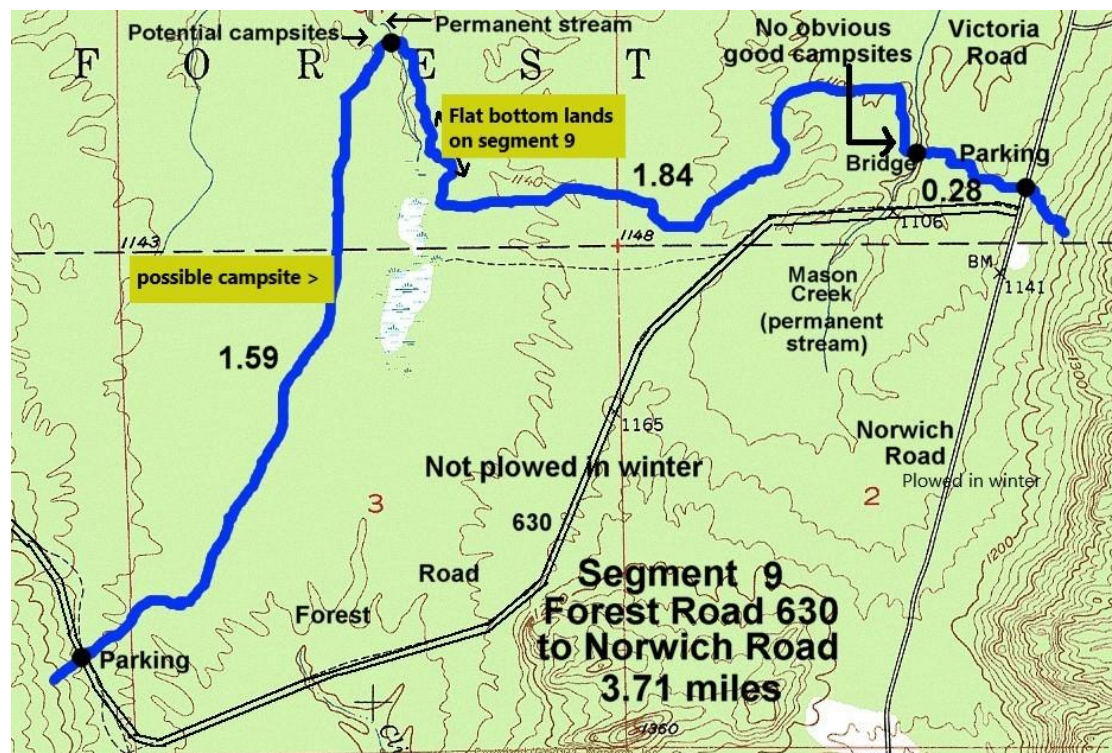 Potential campsites
Permanent stream
No obvious
good campsites
Victoria
Road
F O R E S T
Flat bottom lands
on segment 9
1140
1.84
Bridge
Parking
0.28
1106
1143
1148
possible campsite >
BM
1141
Mason
Creek
(permanent
stream)
1.59
1300
1165
Norwich
Road
Plowed in winter
Not plowed in winter
3
2
630
1200
Road
Forest
Segment 9
Forest Road 630
to Norwich Road
3.71 miles
Parking
1360